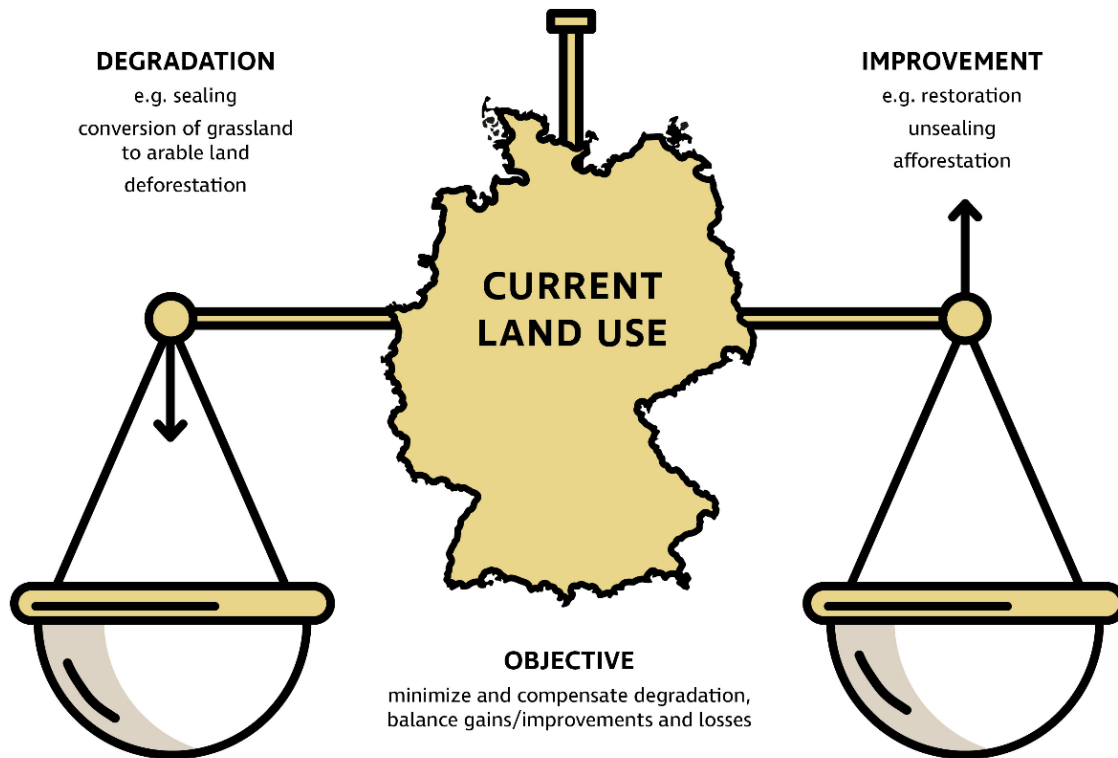 DEGRADATION
e.g. sealing
conversion of grassland
to arable land
deforestation
IMPROVEMENT
e.g. restoration
unsealing
afforestation
CURRENT
LAND USE
OBJECTIVE
minimize and compensate degradation,
balance gains/improvements and losses